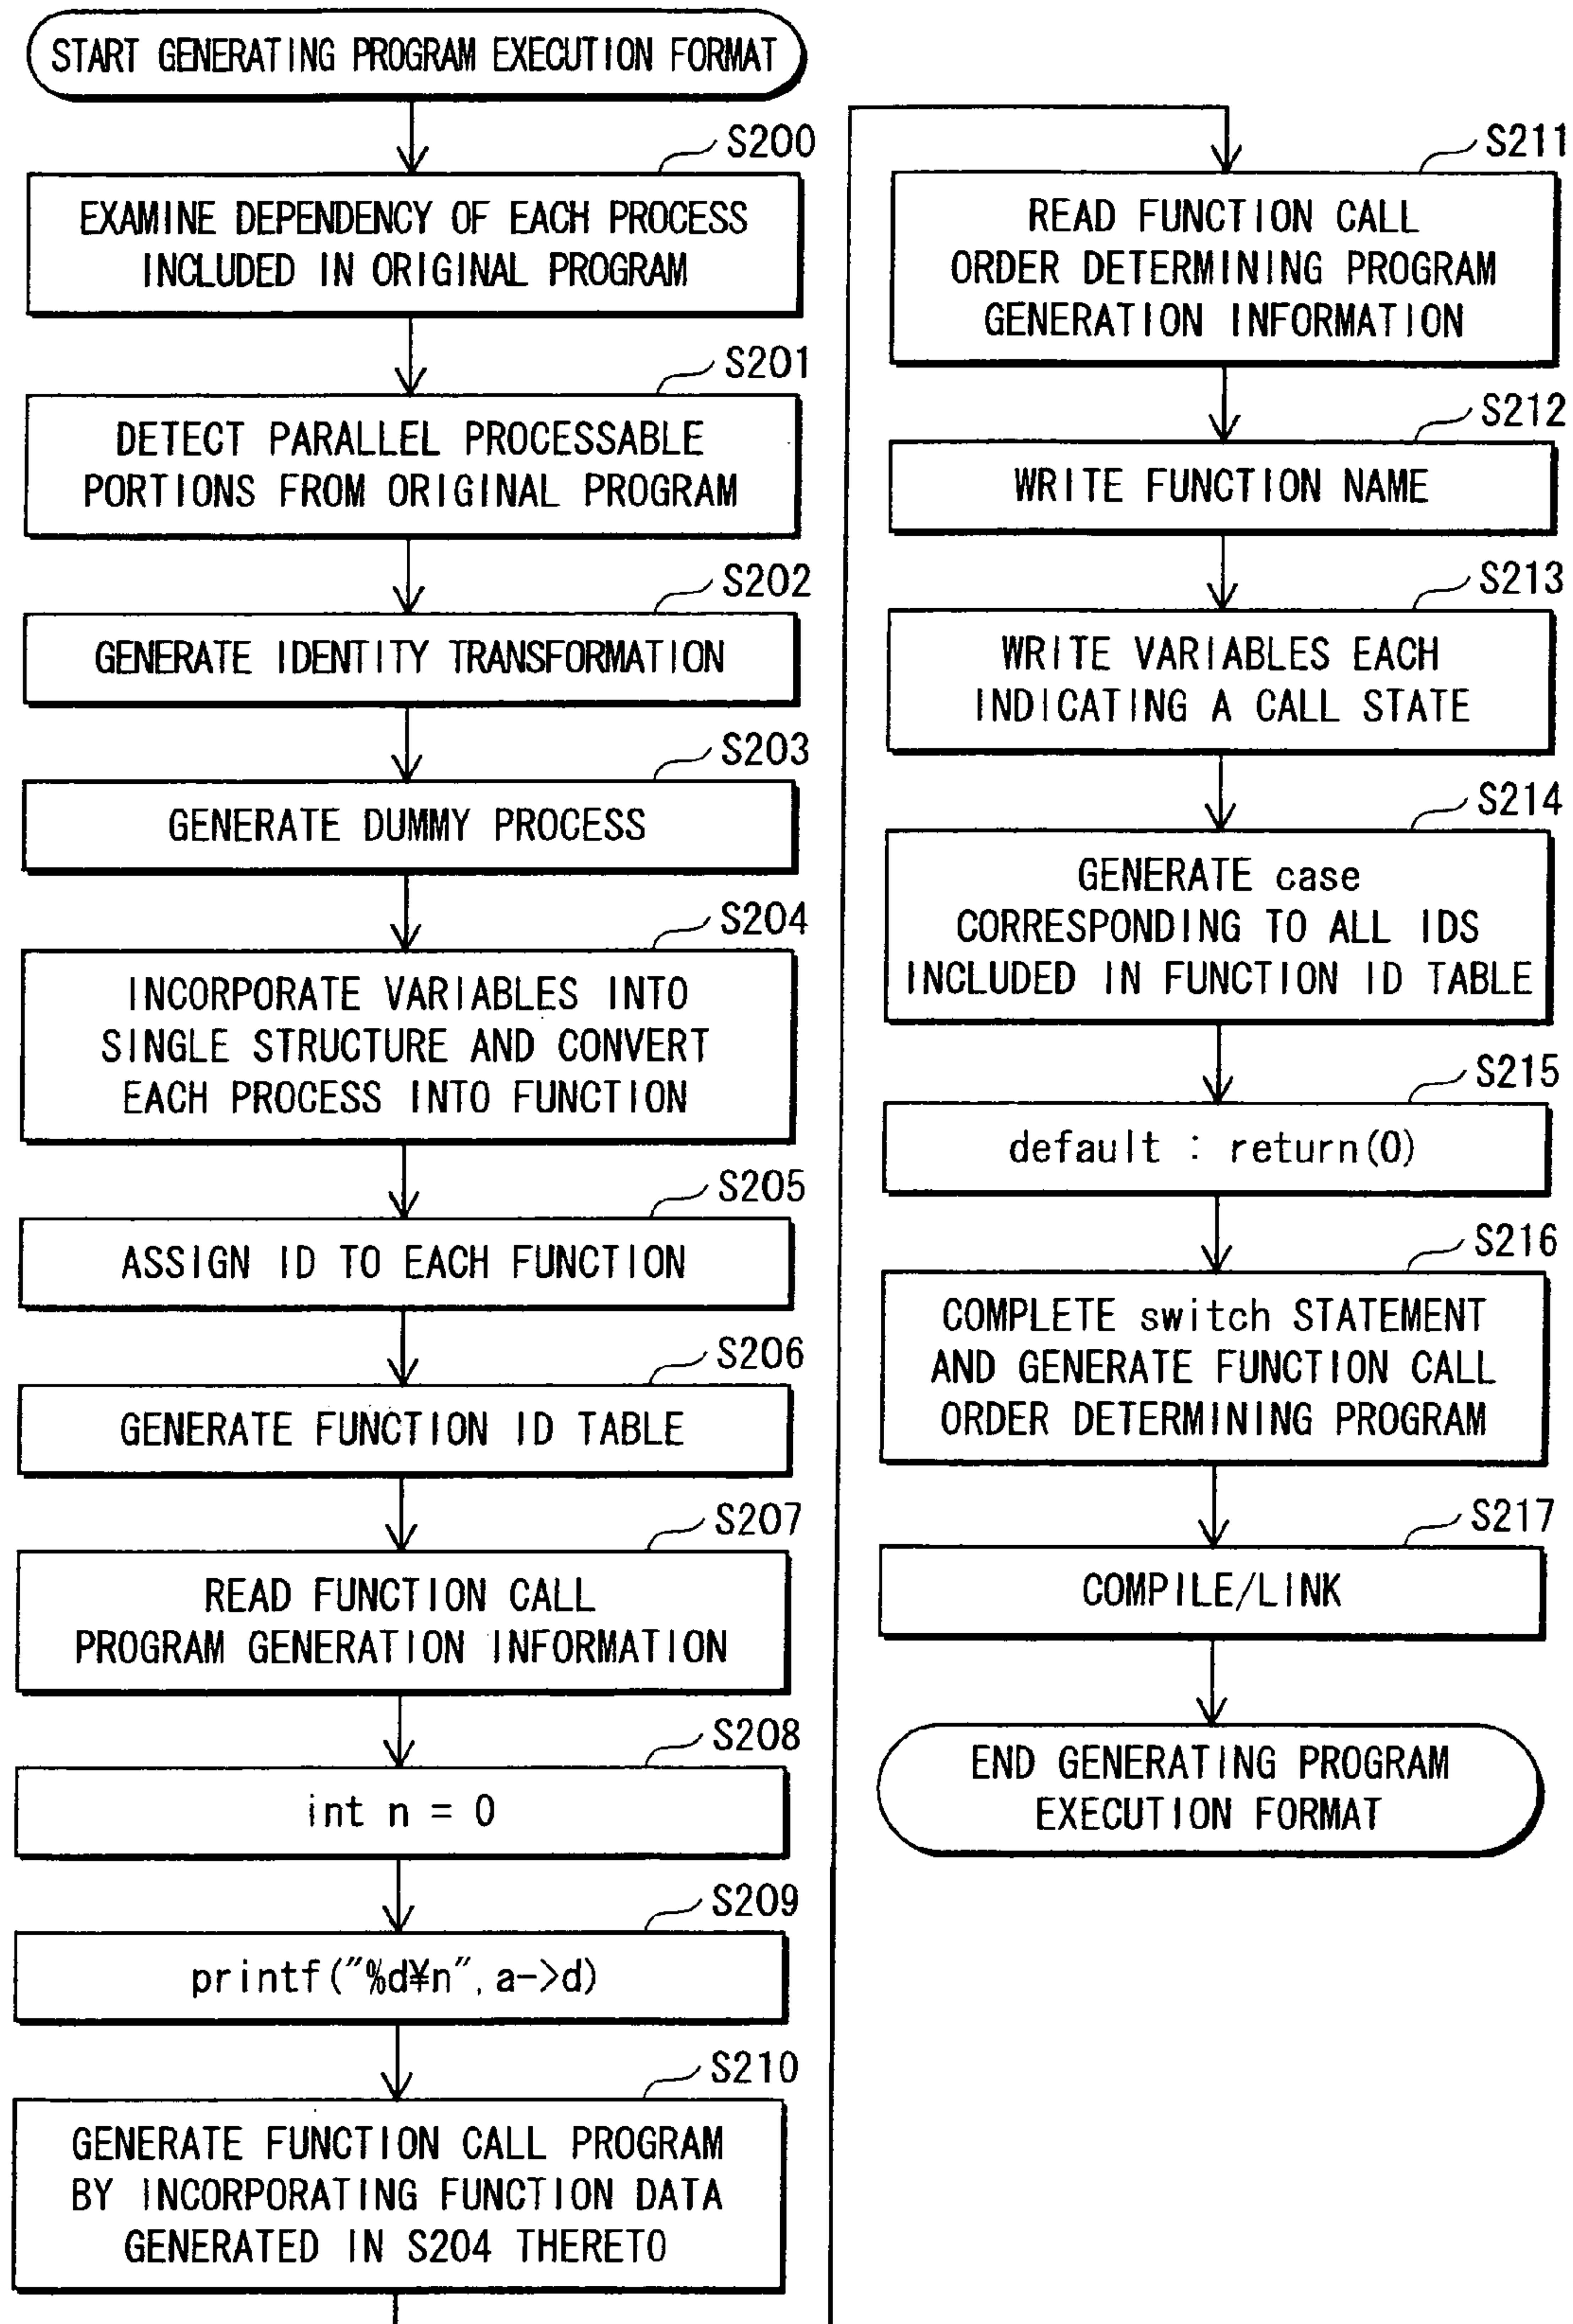 START GENERATING PROGRAM EXECUTION FORMAT
S200
EXAMINE DEPENDENCY OF EACH PROCESS
INCLUDED IN ORIGINAL PROGRAM
S201
DETECT PARALLEL PROCESSABLE
PORTIONS FROM ORIGINAL PROGRAM
S202
GENERATE IDENTITY TRANSFORMATION
S203
GENERATE DUMMY PROCESS
S204
INCORPORATE VARIABLES INTO
SINGLE STRUCTURE AND CONVERT
EACH PROCESS INTO FUNCTION
S205
ASSIGN ID TO EACH FUNCTION
S206
GENERATE FUNCTION ID TABLE
S207
READ FUNCTION CALL
PROGRAM GENERATION INFORMATION
S208
int n = 0
S209
printf("%d¥n", a->d)
S210
GENERATE FUNCTION CALL PROGRAM
BY INCORPORATING FUNCTION DATA
GENERATED IN S204 THERETO
S211
READ FUNCTION CALL
ORDER DETERMINING PROGRAM
GENERATION INFORMATION
S212
WRITE FUNCTION NAME
S213
WRITE VARIABLES EACH
INDICATING A CALL STATE
S214
GENERATE case
CORRESPONDING TO ALL IDS
INCLUDED IN FUNCTION ID TABLE
S215
default : return(0)
S216
COMPLETE switch STATEMENT
AND GENERATE FUNCTION CALL
ORDER DETERMINING PROGRAM
S217
COMPILE/LINK
END GENERATING PROGRAM
EXECUTION FORMAT